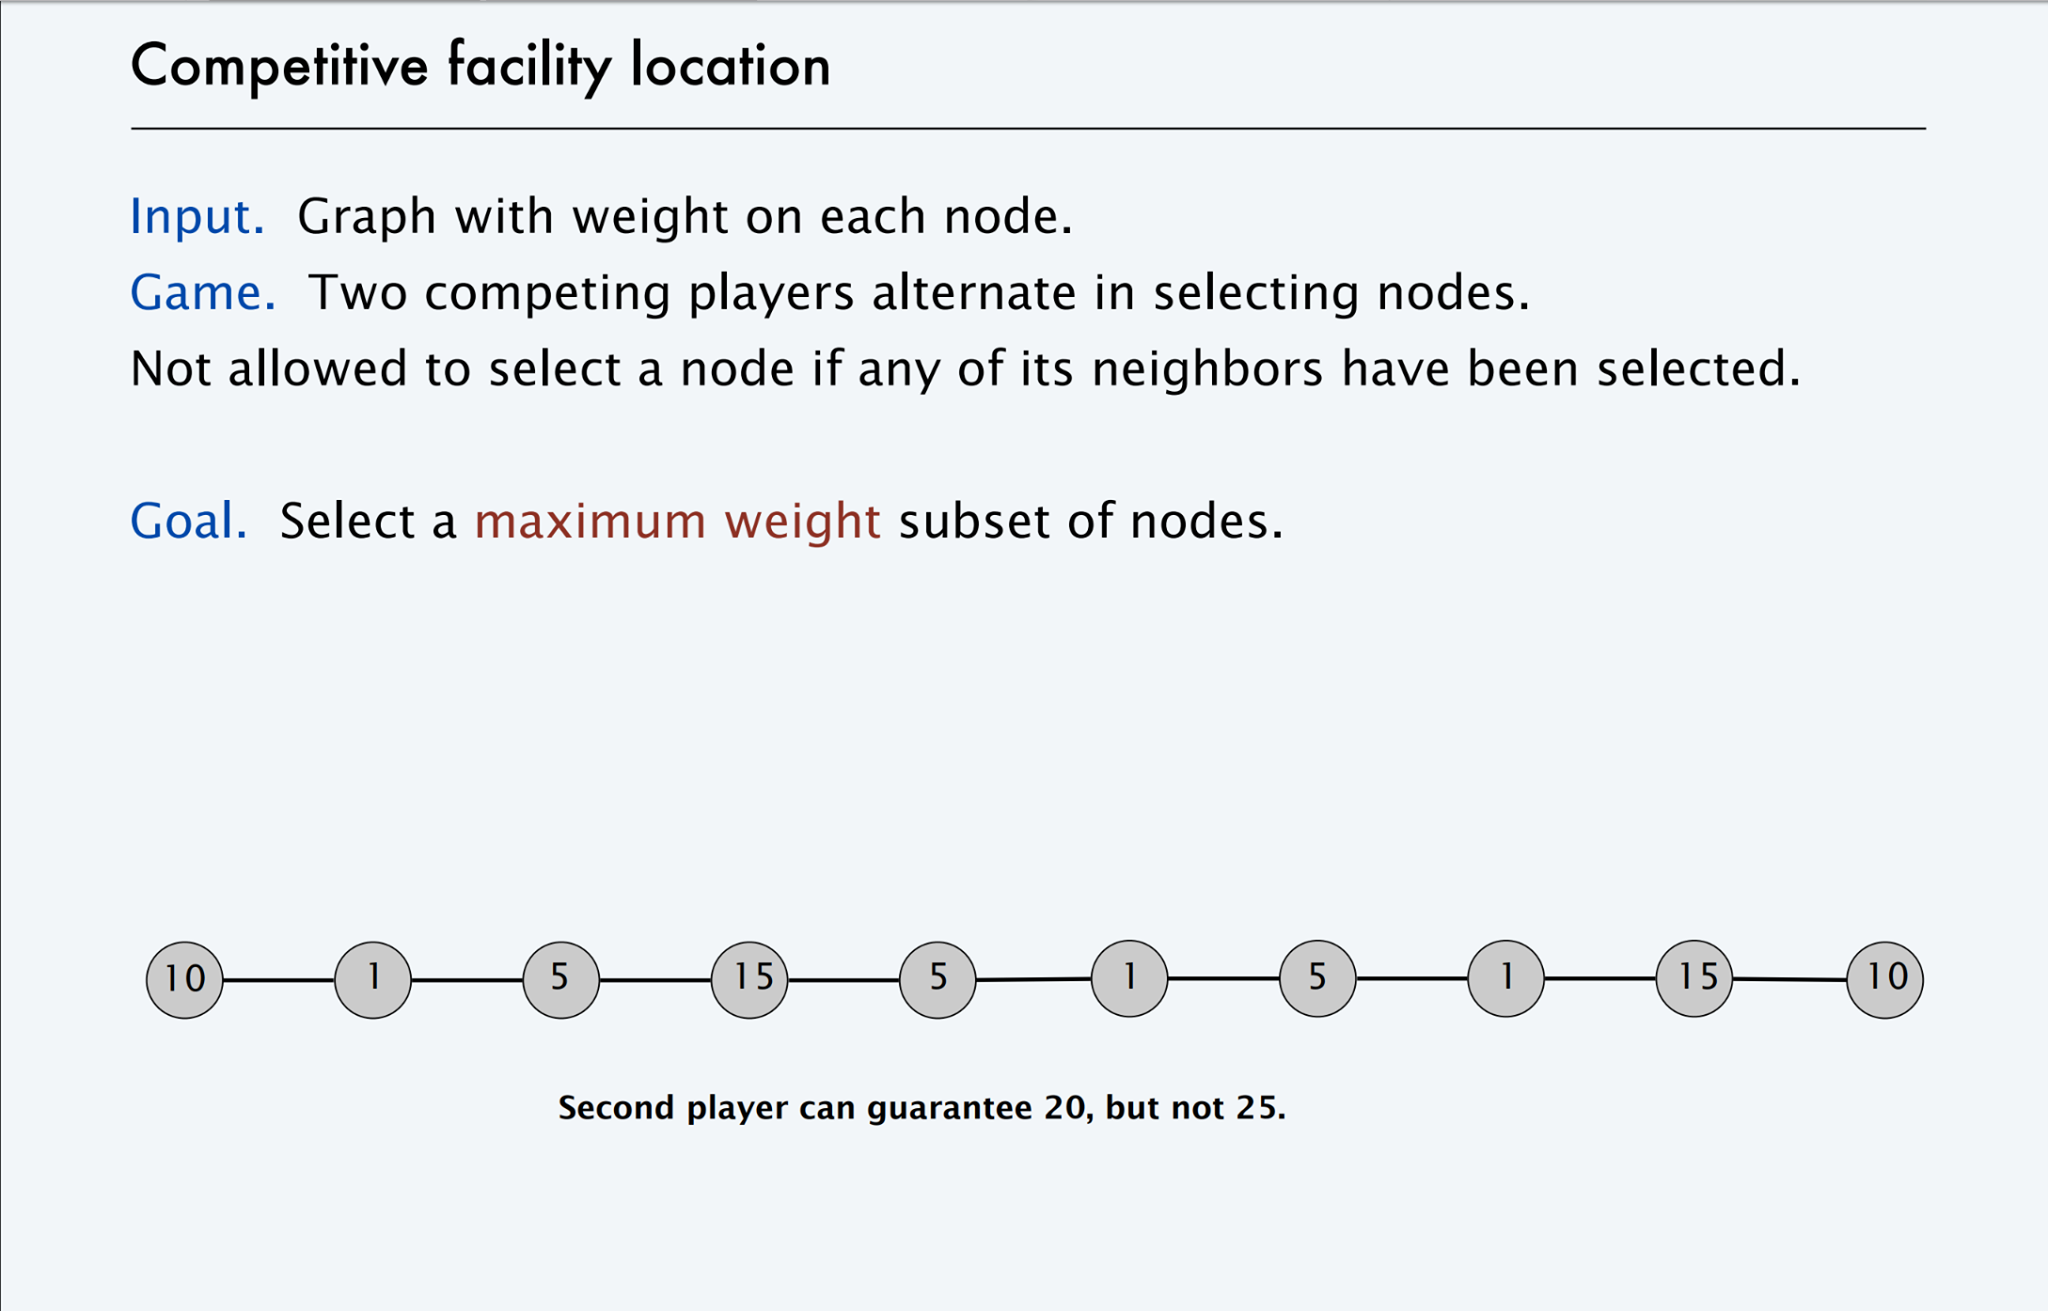 Competitive facility location
Input. Graph with weight on each node.
Game. Two competing players alternate in selecting nodes.
Not allowed to select a node if any of its neighbors have been selected.
Goal. Select a maximum weight subset of nodes.
10 1 5 15 5 1 5 1 15 10
Second player can guarantee 20, but not 25.